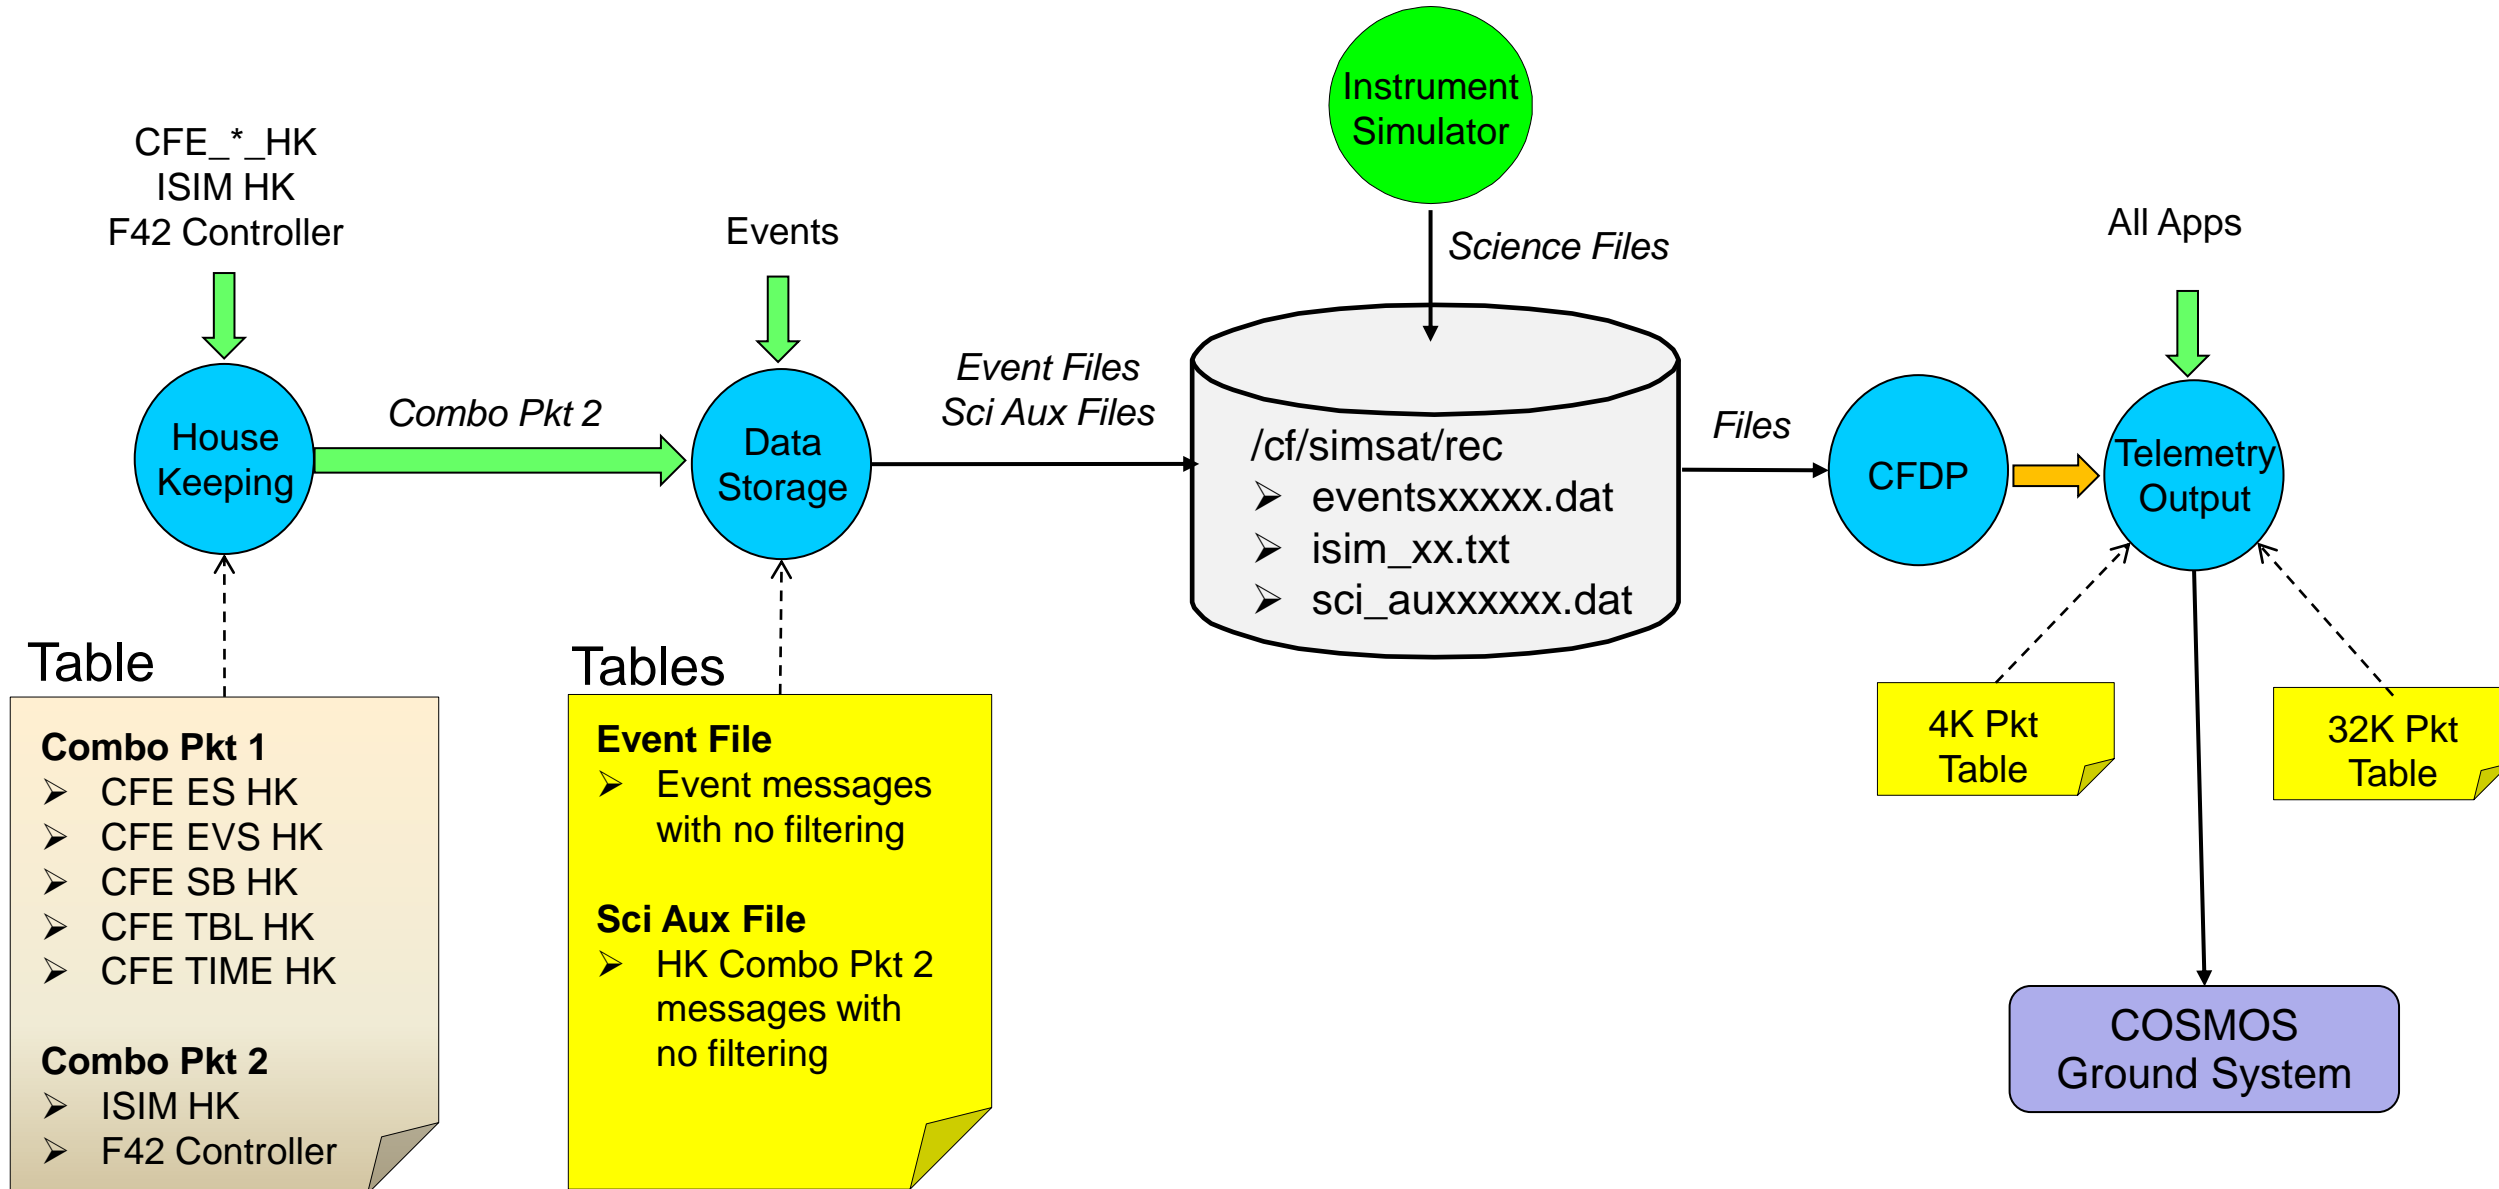 CFE_*_HK
ISIM HK
F42 Controller
Events
Instrument
Simulator
Science Files
All Apps
House
Keeping
Combo Pkt 2
Data
Storage
Event Files
Sci Aux Files
/cf/simsat/rec
➢ eventsxxxxx.dat
➢ isim_xx.txt
➢ sci_auxxxxxx.dat
Files
CFDP
Telemetry
Output
Table
Combo Pkt 1
➢ CFE ES HK
➢ CFE EVS HK
➢ CFE SB HK
➢ CFE TBL HK
➢ CFE TIME HK
Combo Pkt 2
➢ ISIM HK
➢ F42 Controller
Tables
Event File
➢ Event messages
with no filtering
Sci Aux File
➢ HK Combo Pkt 2
messages with
no filtering
4K Pkt
Table
32K Pkt
Table
COSMOS
Ground System